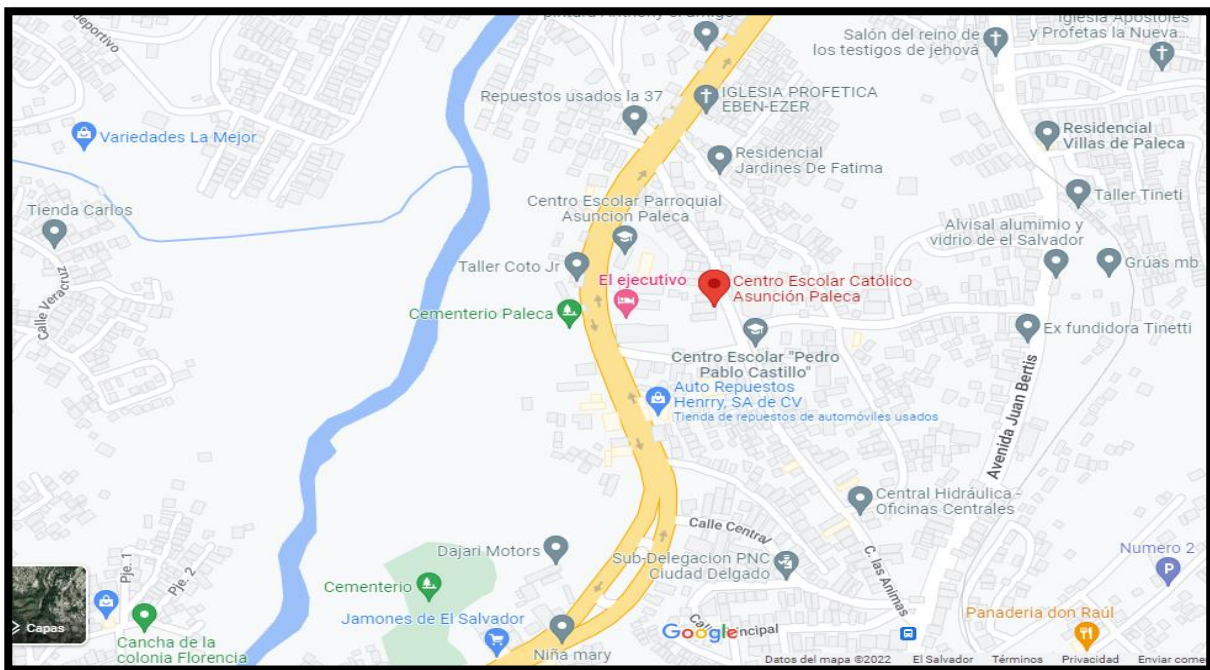 Salón del reino de
los testigos de jehová
Iglesia Apostoles
y Profetas la Nueva...
deportivo
Repuestos usados la 37
IGLESIA PROFETICA
EBEN-EZER
Variedades La Mejor
Residencial
Villas de Paleca
Residencial
Jardines De Fatima
Taller Tineti
Centro Escolar Parroquial
Asuncion Paleca
Tienda Carlos
Alvisal alumimio y
vidrio de el Salvador
Taller Coto Jr
Grúas mb
El ejecutivo
Centro Escolar Católico
Asunción Paleca
Calle Veracruz
Cementerio Paleca
Ex fundidora Tinetti
Centro Escolar "Pedro
Pablo Castillo"
Auto Repuestos
Henrry, SA de CV
Tienda de repuestos de automóviles usados
Avenida Juan Bertis
Central Hidráulica -
Oficinas Centrales
Calle Central
Dajari Motors
Sub-Delegacion PNC
Ciudad Delgado
C. las Animas
Numero 2
P
Pje. 1
Pje. 2
Cementerio
Jamones de El Salvador
Panaderia don Raúl
Capas
Cancha de la
colonia Florencia
Niña mary
Google
Datos del mapa ©2022 El Salvador Términos Privacidad Enviar come